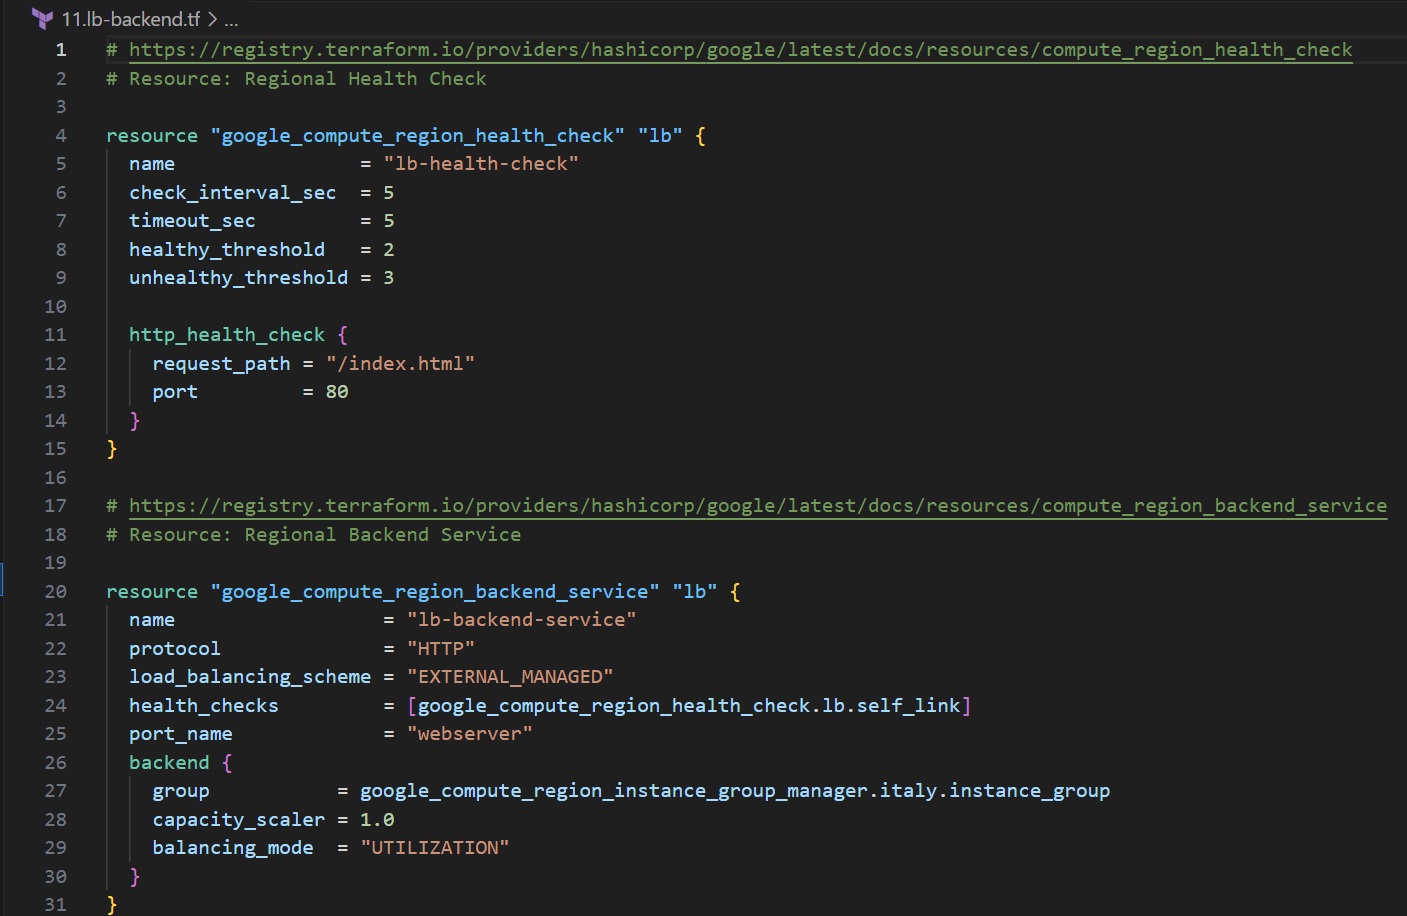 11.lb-backend.tf > ...
1 # https://registry.terraform.io/providers/hashicorp/google/latest/docs/resources/compute_region_health_check
2 # Resource: Regional Health Check
3
4 resource "google_compute_region_health_check" "lb" {
5   name                = "lb-health-check"
6   check_interval_sec  = 5
7   timeout_sec         = 5
8   healthy_threshold   = 2
9   unhealthy_threshold = 3
10
11   http_health_check {
12     request_path = "/index.html"
13     port         = 80
14   }
15 }
16
17 # https://registry.terraform.io/providers/hashicorp/google/latest/docs/resources/compute_region_backend_service
18 # Resource: Regional Backend Service
19
20 resource "google_compute_region_backend_service" "lb" {
21   name                  = "lb-backend-service"
22   protocol              = "HTTP"
23   load_balancing_scheme = "EXTERNAL_MANAGED"
24   health_checks         = [google_compute_region_health_check.lb.self_link]
25   port_name             = "webserver"
26   backend {
27     group           = google_compute_region_instance_group_manager.italy.instance_group
28     capacity_scaler = 1.0
29     balancing_mode  = "UTILIZATION"
30   }
31 }